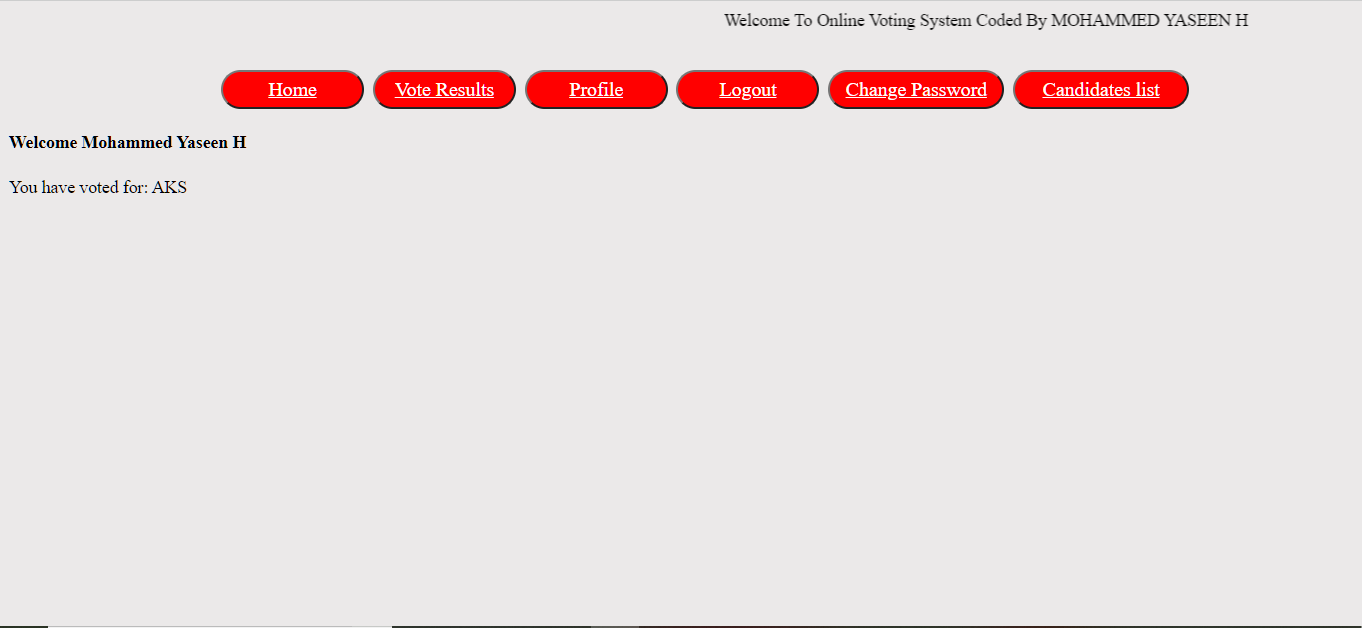 Welcome To Online Voting System Coded By MOHAMMED YASEEN H
Home Vote Results Profile Logout Change Password Candidates list
Welcome Mohammed Yaseen H
You have voted for: AKS